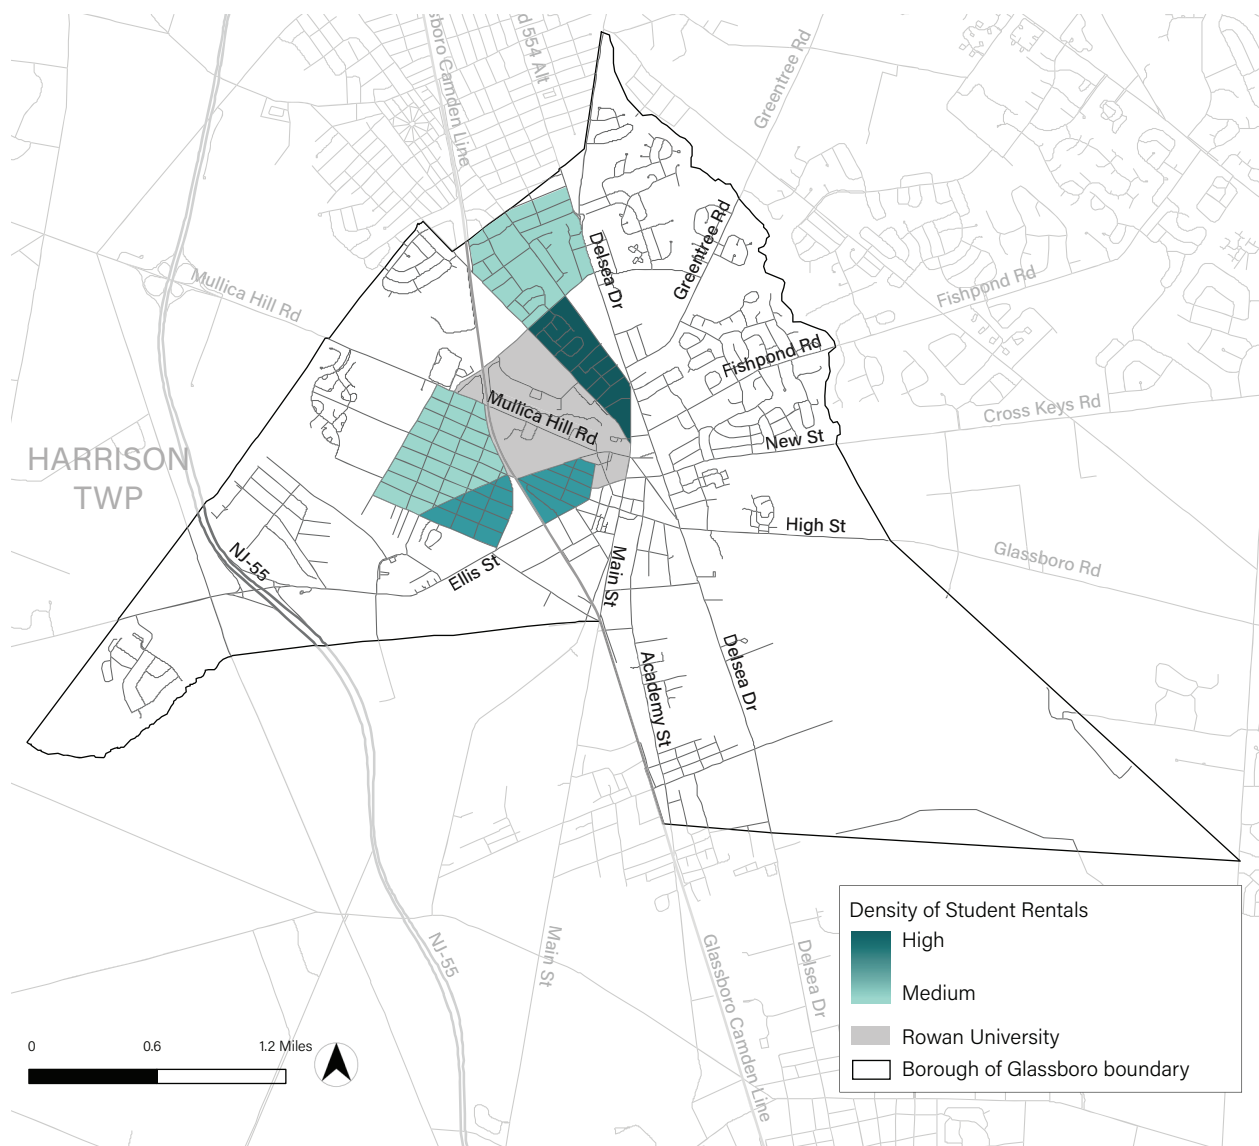 sboro Camden Line
d 554 Alt
Greentree Rd
Delsea Dr
Greentree Rd
Mullica Hill Rd
Fishpond Rd
Fishpond Rd
Mullica Hill Rd
Cross Keys Rd
New St
HARRISON
TWP
High St
NJ-55
Ellis St
Main St
Glassboro Rd
Academy St
Delsea Dr
NJ-55
Main St
Glassboro Camden Line
Delsea Dr
Density of Student Rentals
High
Medium
Rowan University
Borough of Glassboro boundary
0 0.6 1.2 Miles